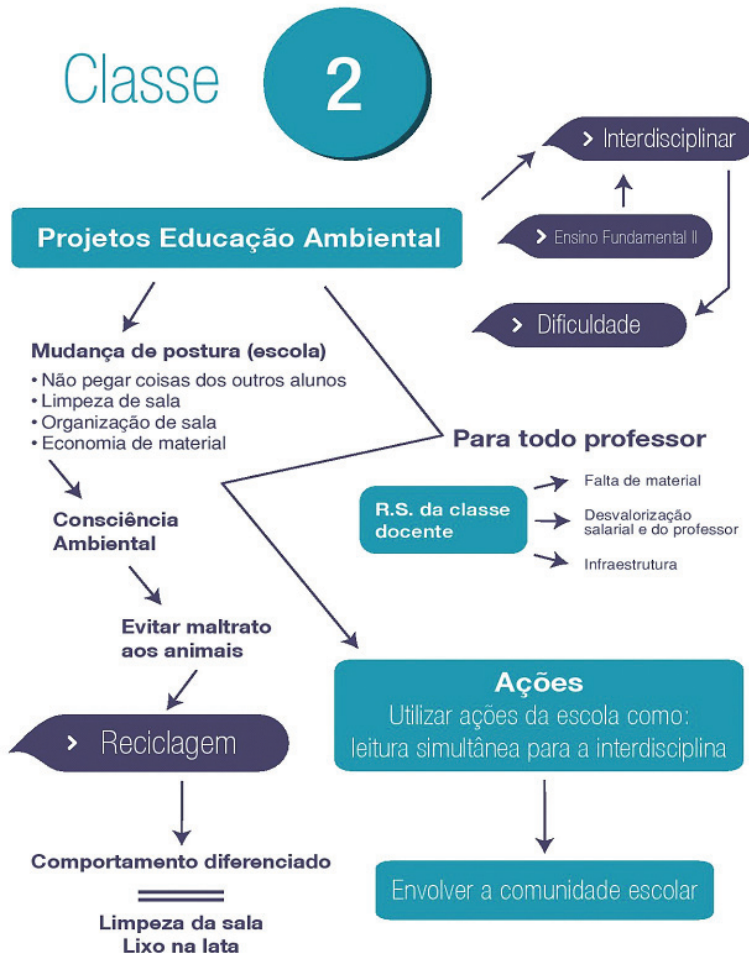 Classe
2
> Interdisciplinar
Projetos Educação Ambiental
> Ensino Fundamental II
> Dificuldade
Mudança de postura (escola)
• Não pegar coisas dos outros alunos
• Limpeza de sala
• Organização de sala
• Economia de material
Para todo professor
R.S. da classe
docente
Falta de material
Desvalorização
salarial e do professor
Infraestrutura
Consciência
Ambiental
Evitar maltrato
aos animais
> Reciclagem
Ações
Utilizar ações da escola como:
leitura simultânea para a interdisciplina
Comportamento diferenciado
Envolver a comunidade escolar
Limpeza da sala
Lixo na lata